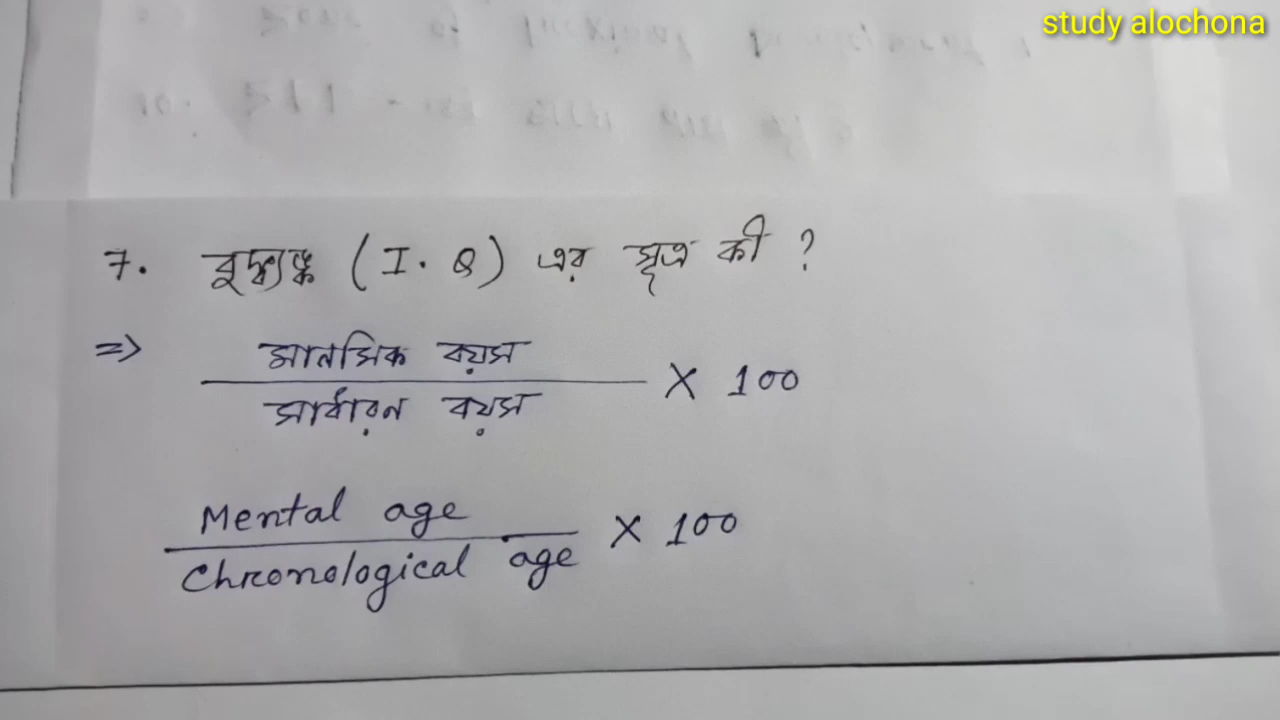 study alochona
7. বুদ্ধ্যঙ্ক (I.Q) এর সূত্র কী?
=> মানসিক বয়স
সাধারন বয়স
X 100
Mental age
Chronological age
X 100